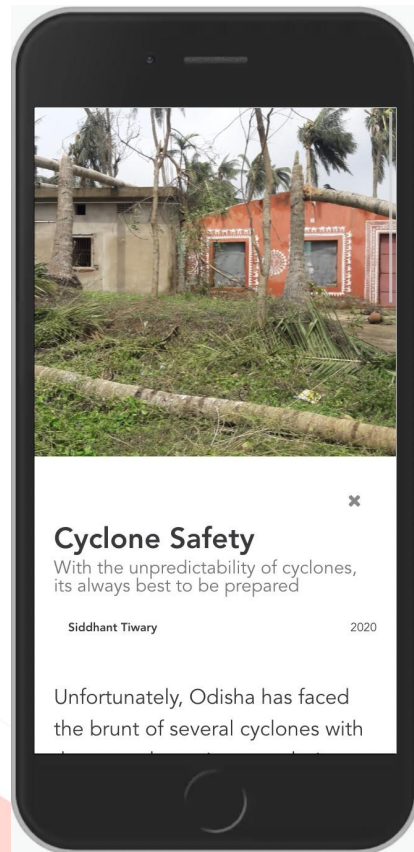 Cyclone Safety
With the unpredictability of cyclones,
its always best to be prepared
Siddhant Tiwary 2020
Unfortunately, Odisha has faced
the brunt of several cyclones with